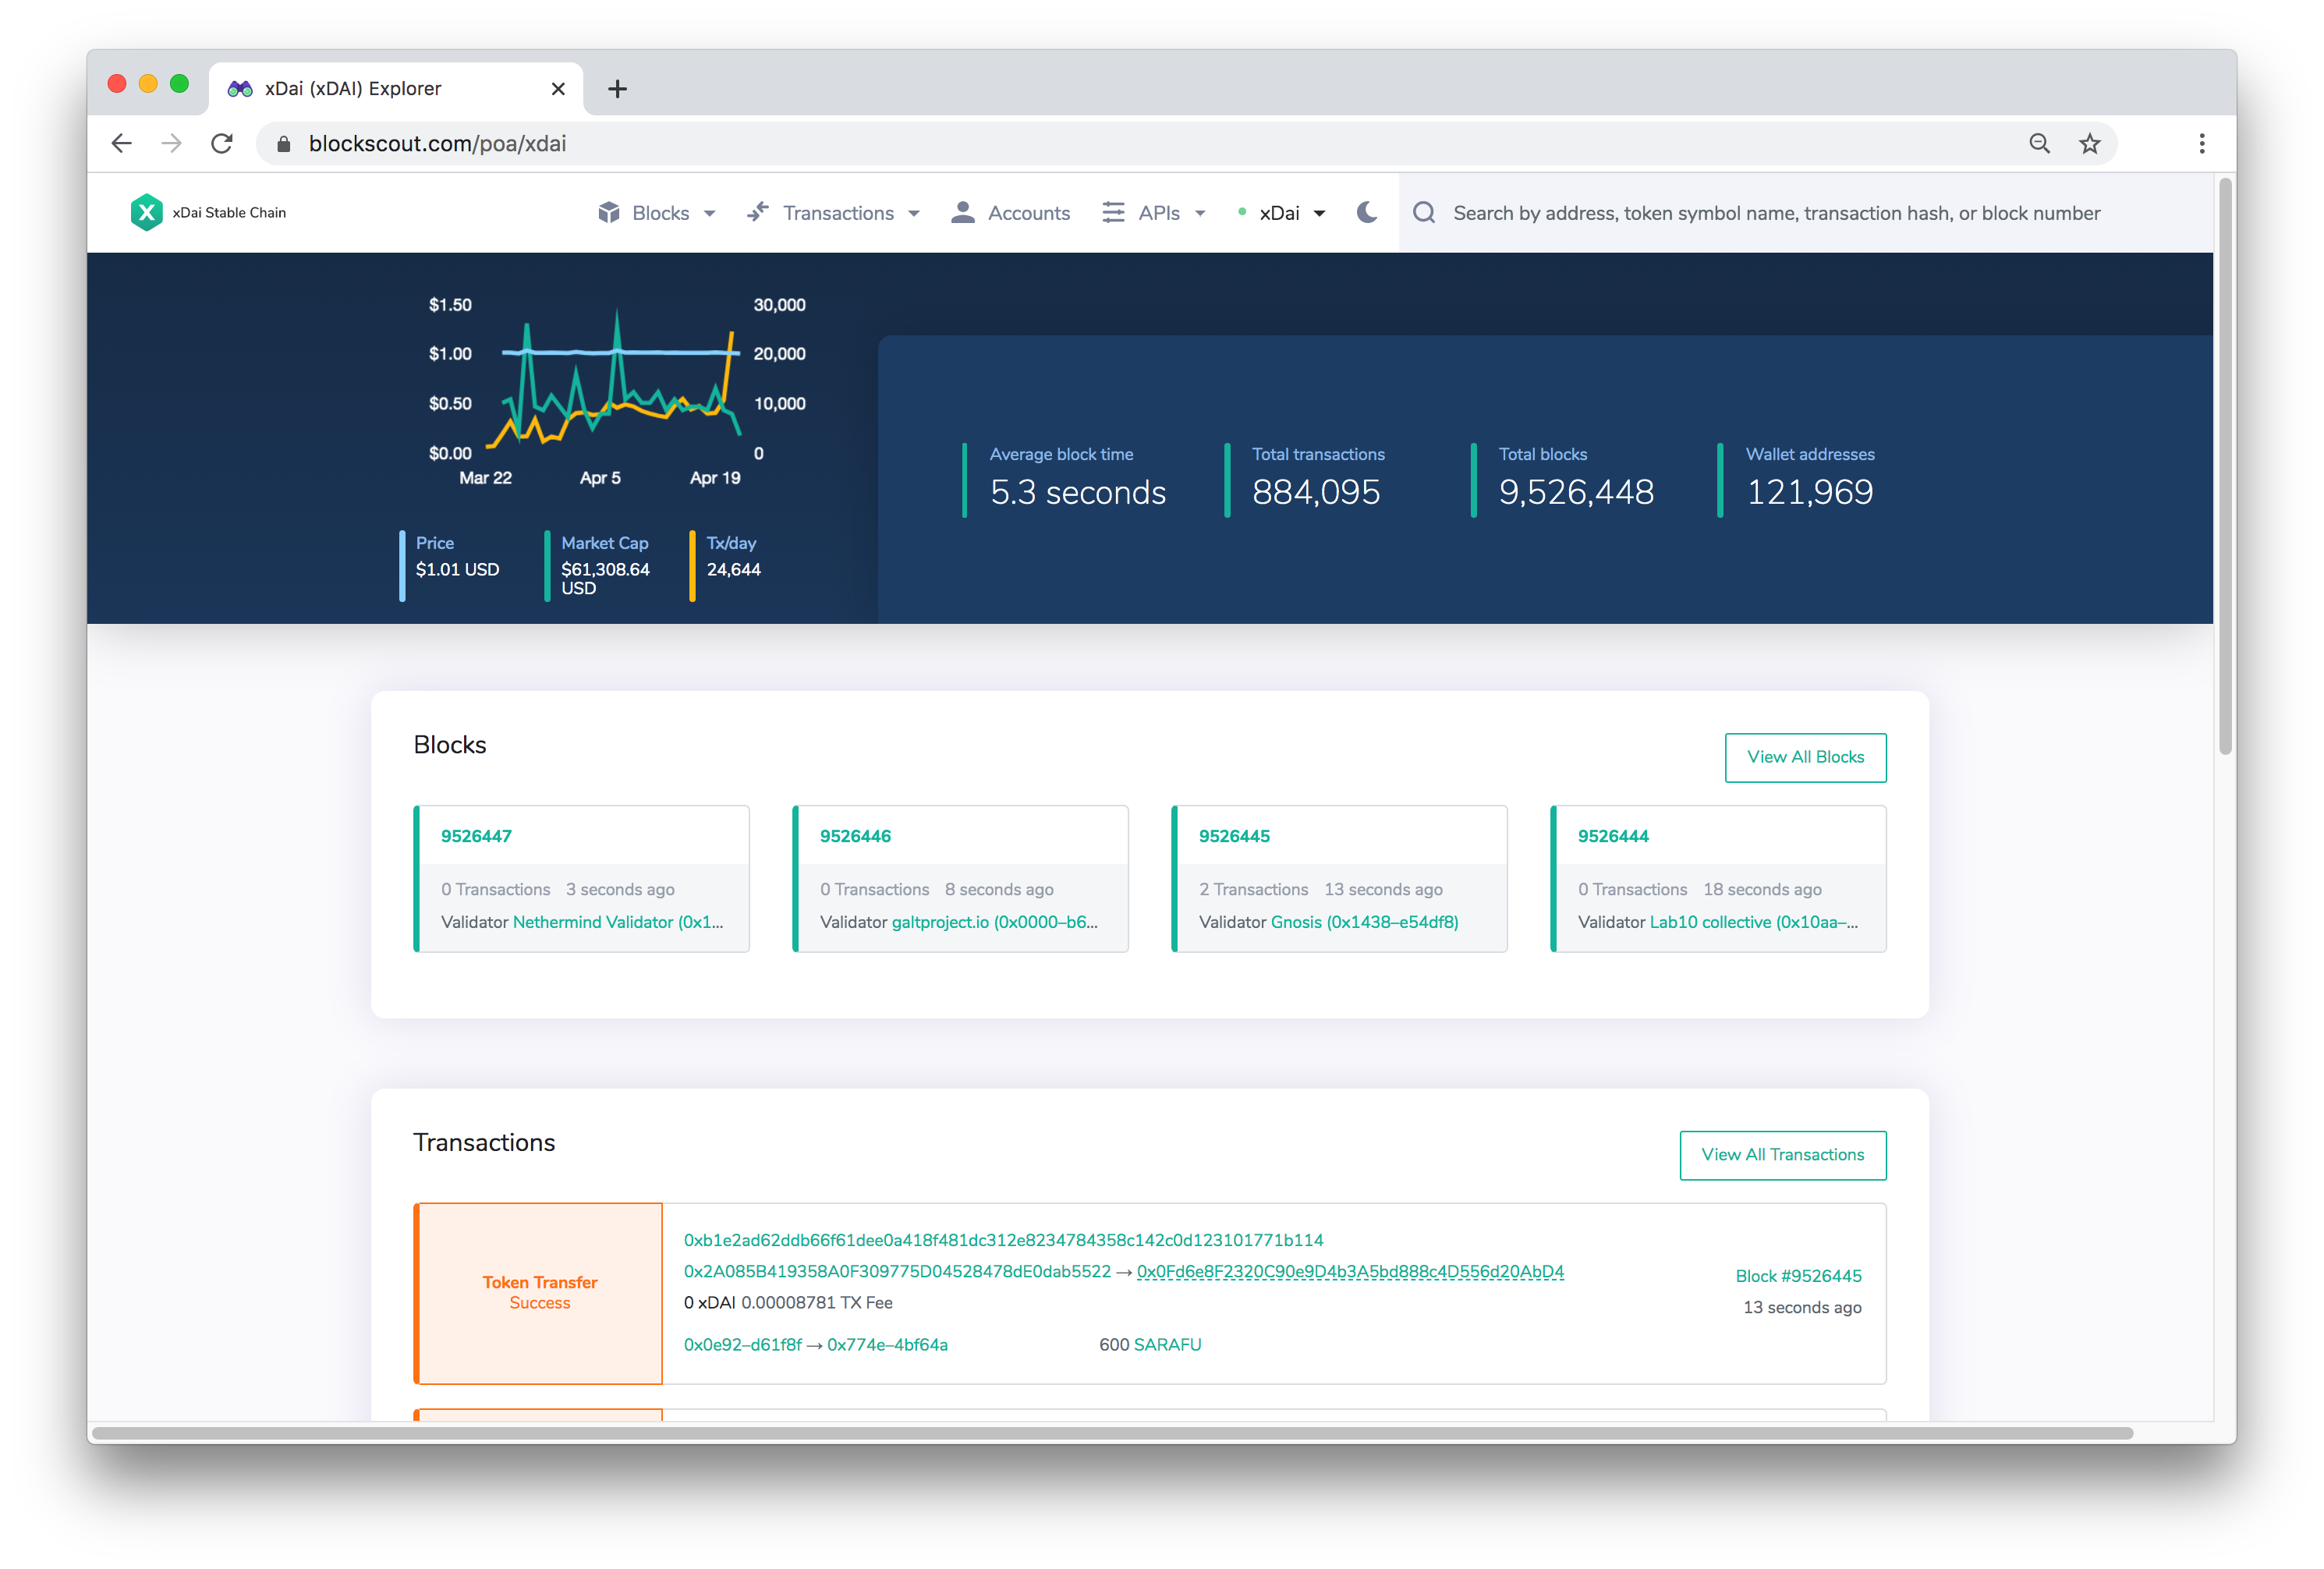 xDai (xDAI) Explorer
blockscout.com/poa/xdai
xDai Stable Chain
Blocks
Transactions
Accounts
APIs
xDai
Search by address, token symbol name, transaction hash, or block number
$1.50
30,000
$1.00
20,000
$0.50
10,000
$0.00
0
Mar 22
Apr 5
Apr 19
Price
$1.01 USD
Market Cap
$61,308.64
USD
Tx/day
24,644
Average block time
5.3 seconds
Total transactions
884,095
Total blocks
9,526,448
Wallet addresses
121,969
Blocks
View All Blocks
9526447
0 Transactions 3 seconds ago
Validator Nethermind Validator (0x1...
9526446
0 Transactions 8 seconds ago
Validator galtproject.io (0x0000–b6...
9526445
2 Transactions 13 seconds ago
Validator Gnosis (0x1438–e54df8)
9526444
0 Transactions 18 seconds ago
Validator Lab10 collective (0x10aa–...
Transactions
View All Transactions
Token Transfer
Success
0xb1e2ad62ddb66f61dee0a418f481dc312e8234784358c142c0d123101771b114
0x2A085B419358A0F309775D04528478dE0dab5522 → 0x0Fd6e8F2320C90e9D4b3A5bd888c4D556d20AbD4
0 xDAI 0.00008781 TX Fee
0x0e92–d61f8f → 0x774e–4bf64a
600 SARAFU
Block #9526445
13 seconds ago